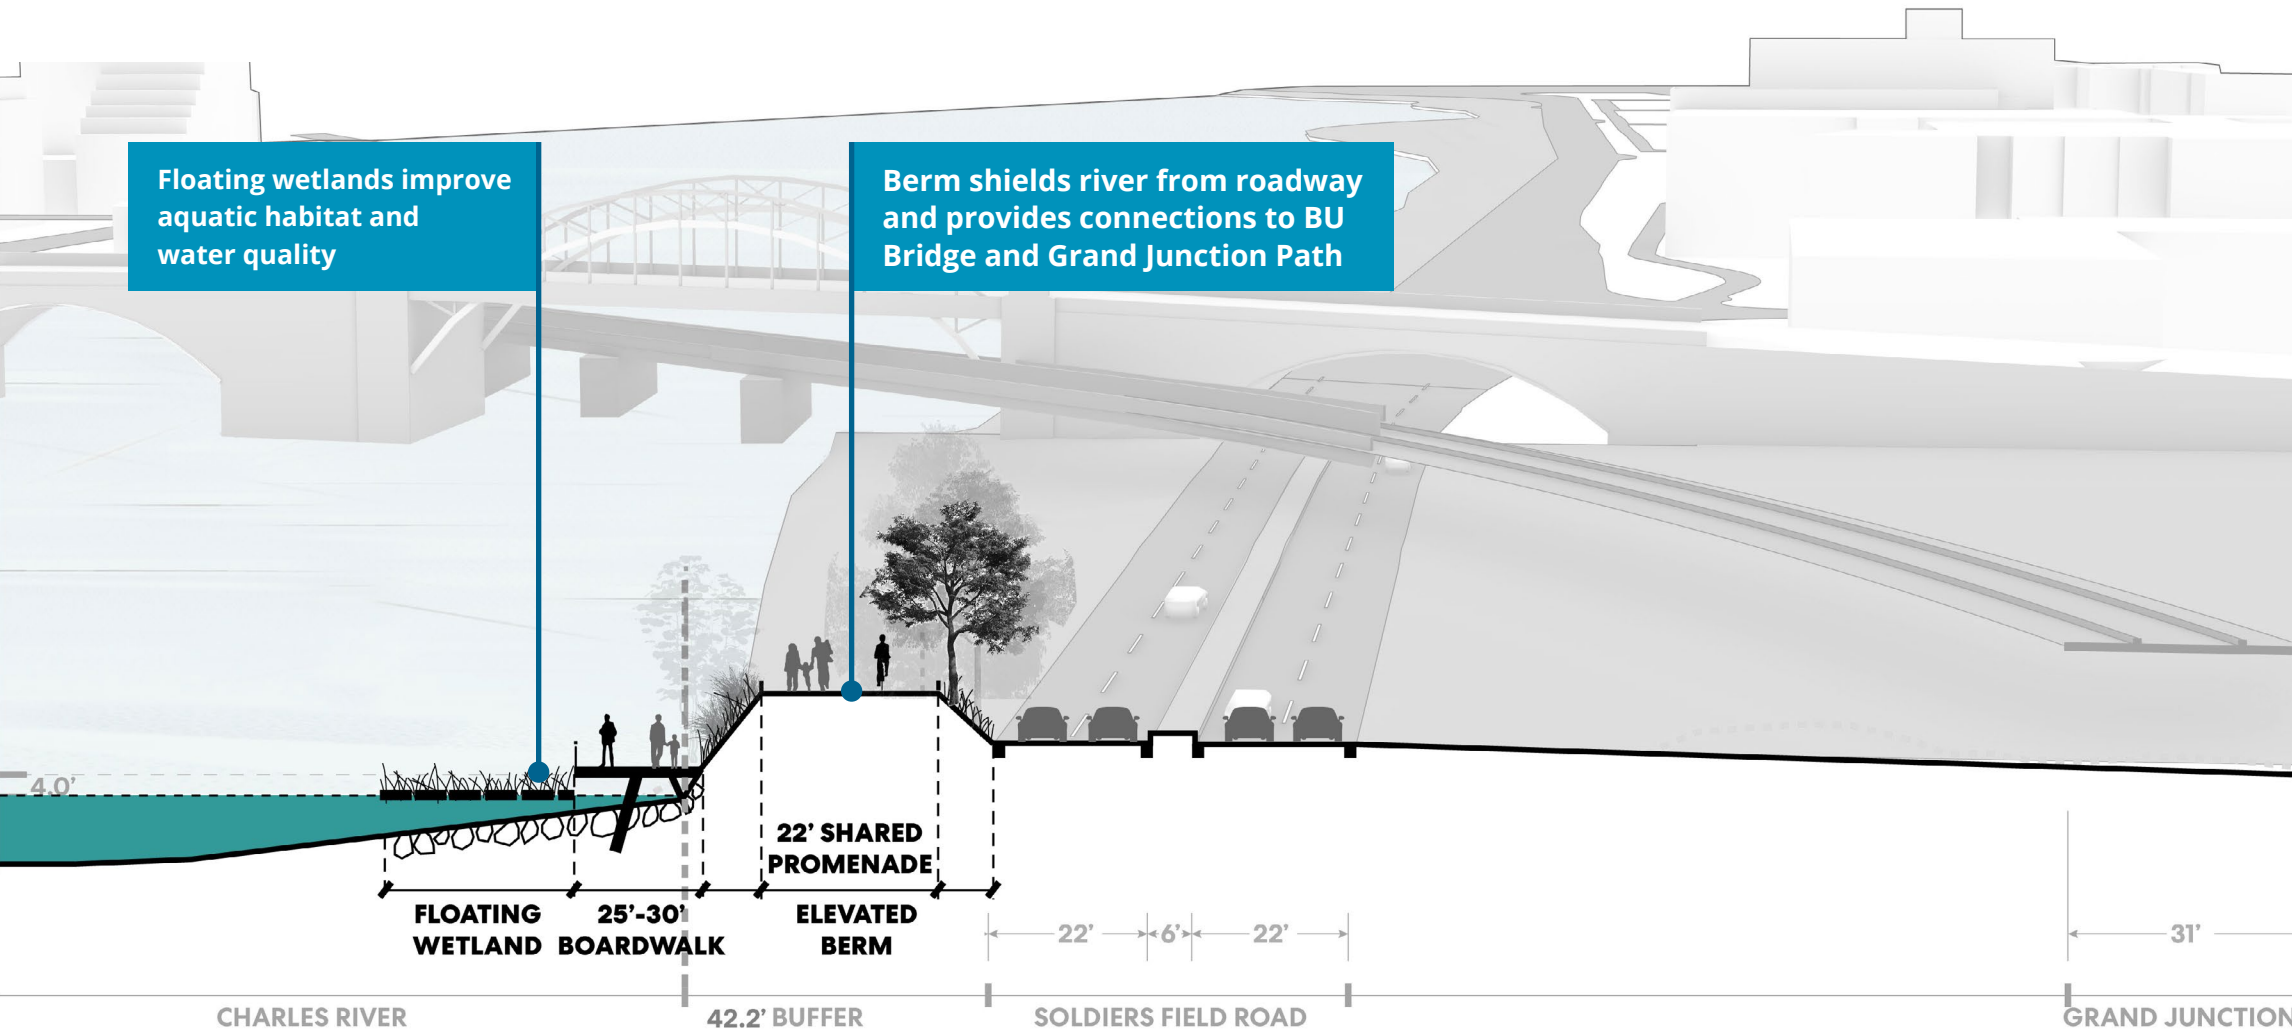 Floating wetlands improve
aquatic habitat and
water quality
Berm shields river from roadway
and provides connections to BU
Bridge and Grand Junction Path
4.0'
22' SHARED
PROMENADE
FLOATING
WETLAND
25'-30'
BOARDWALK
ELEVATED
BERM
22'
6'
22'
31'
CHARLES RIVER
42.2' BUFFER
SOLDIERS FIELD ROAD
GRAND JUNCTION